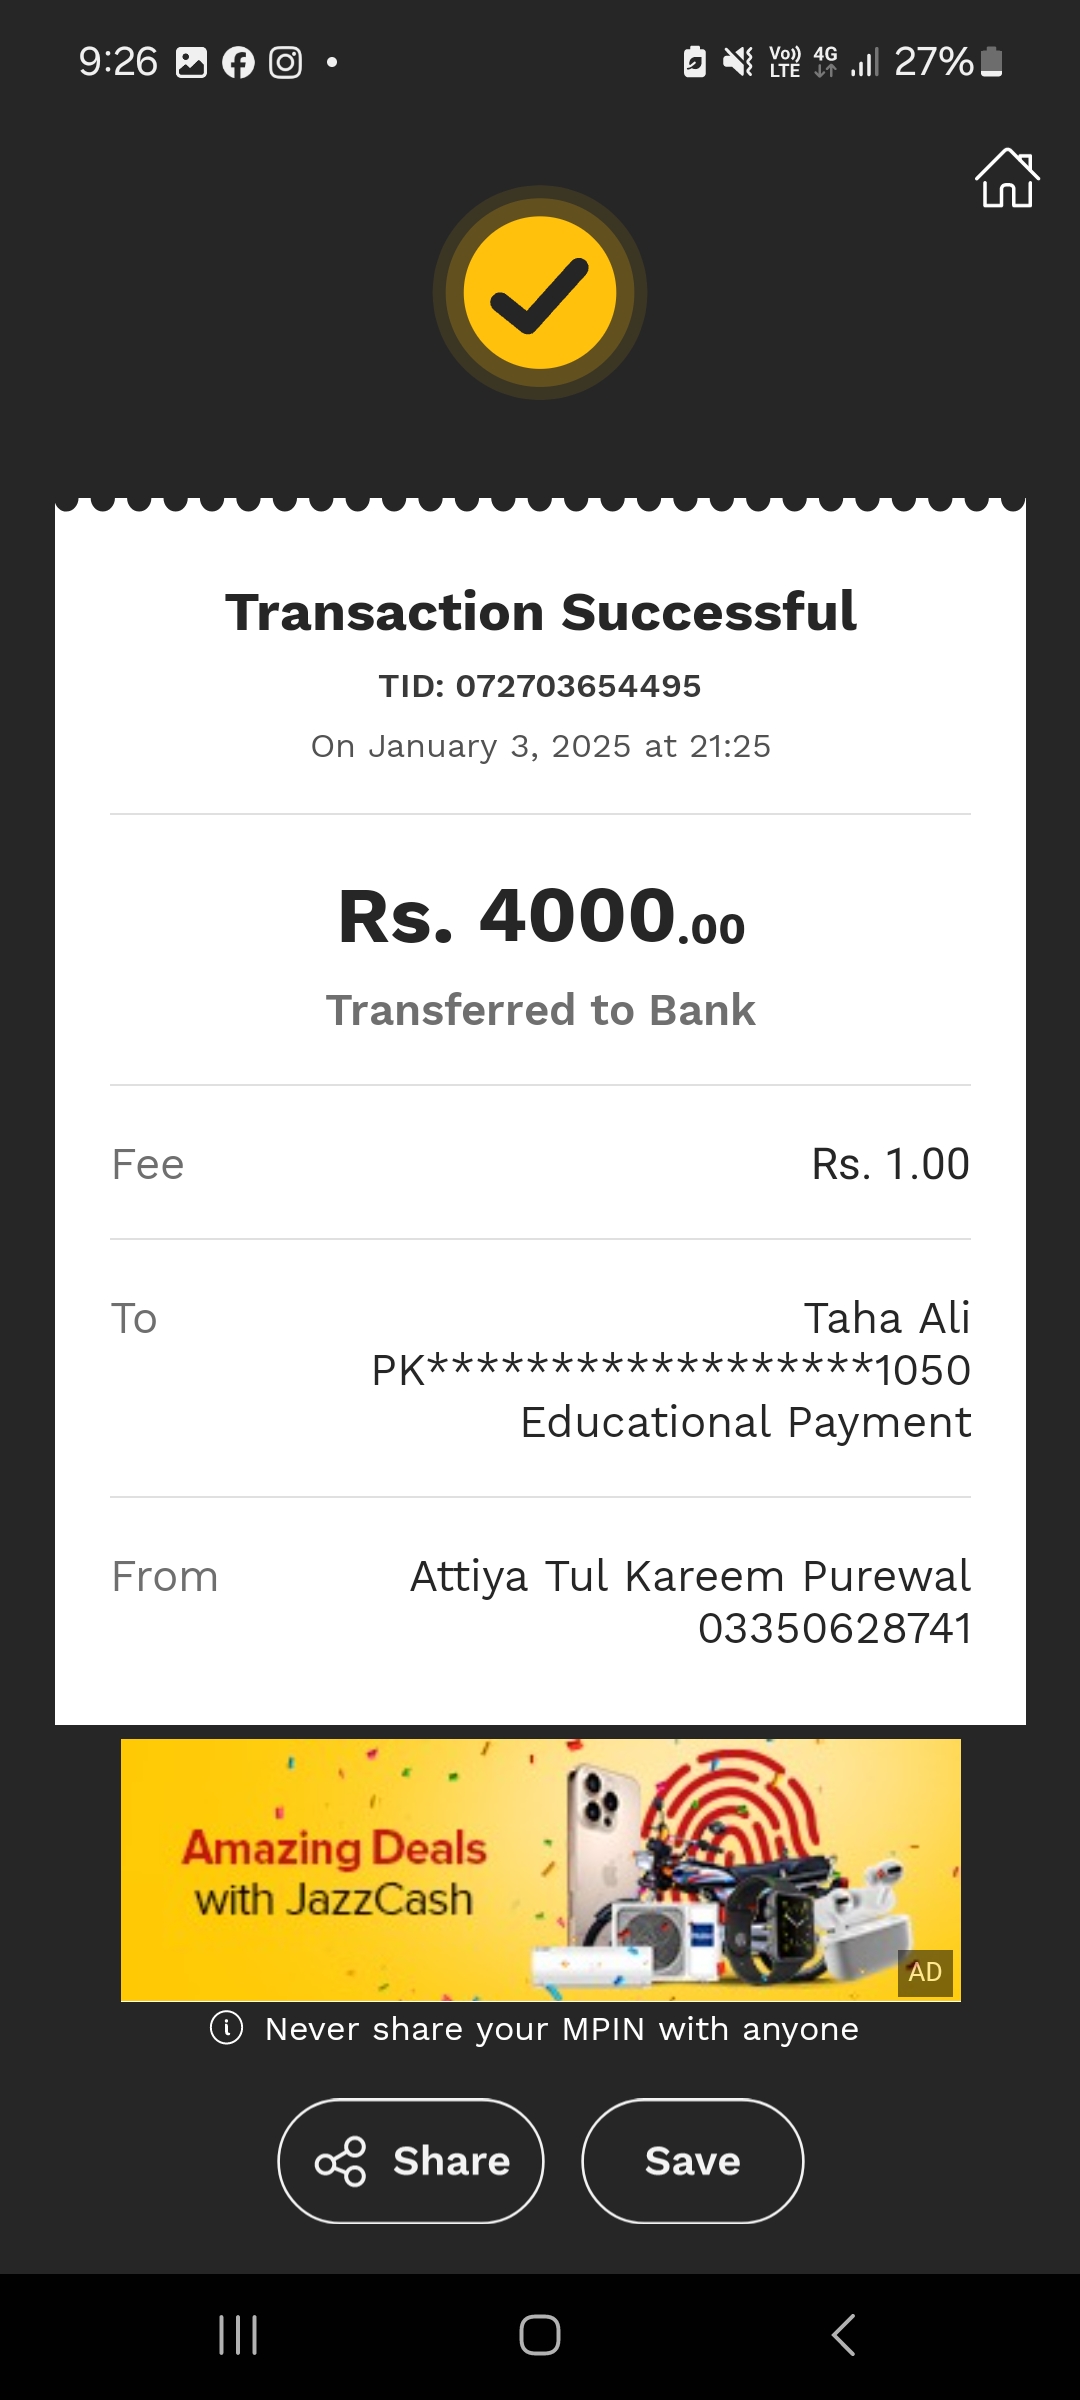 9:26 Vo)) LTE 4G 27%
Transaction Successful
TID: 072703654495
On January 3, 2025 at 21:25
Rs. 4000.00
Transferred to Bank
Fee Rs. 1.00
To Taha Ali
PK******************1050
Educational Payment
From Attiya Tul Kareem Purewal
03350628741
Amazing Deals
with JazzCash
AD
Never share your MPIN with anyone
Share Save